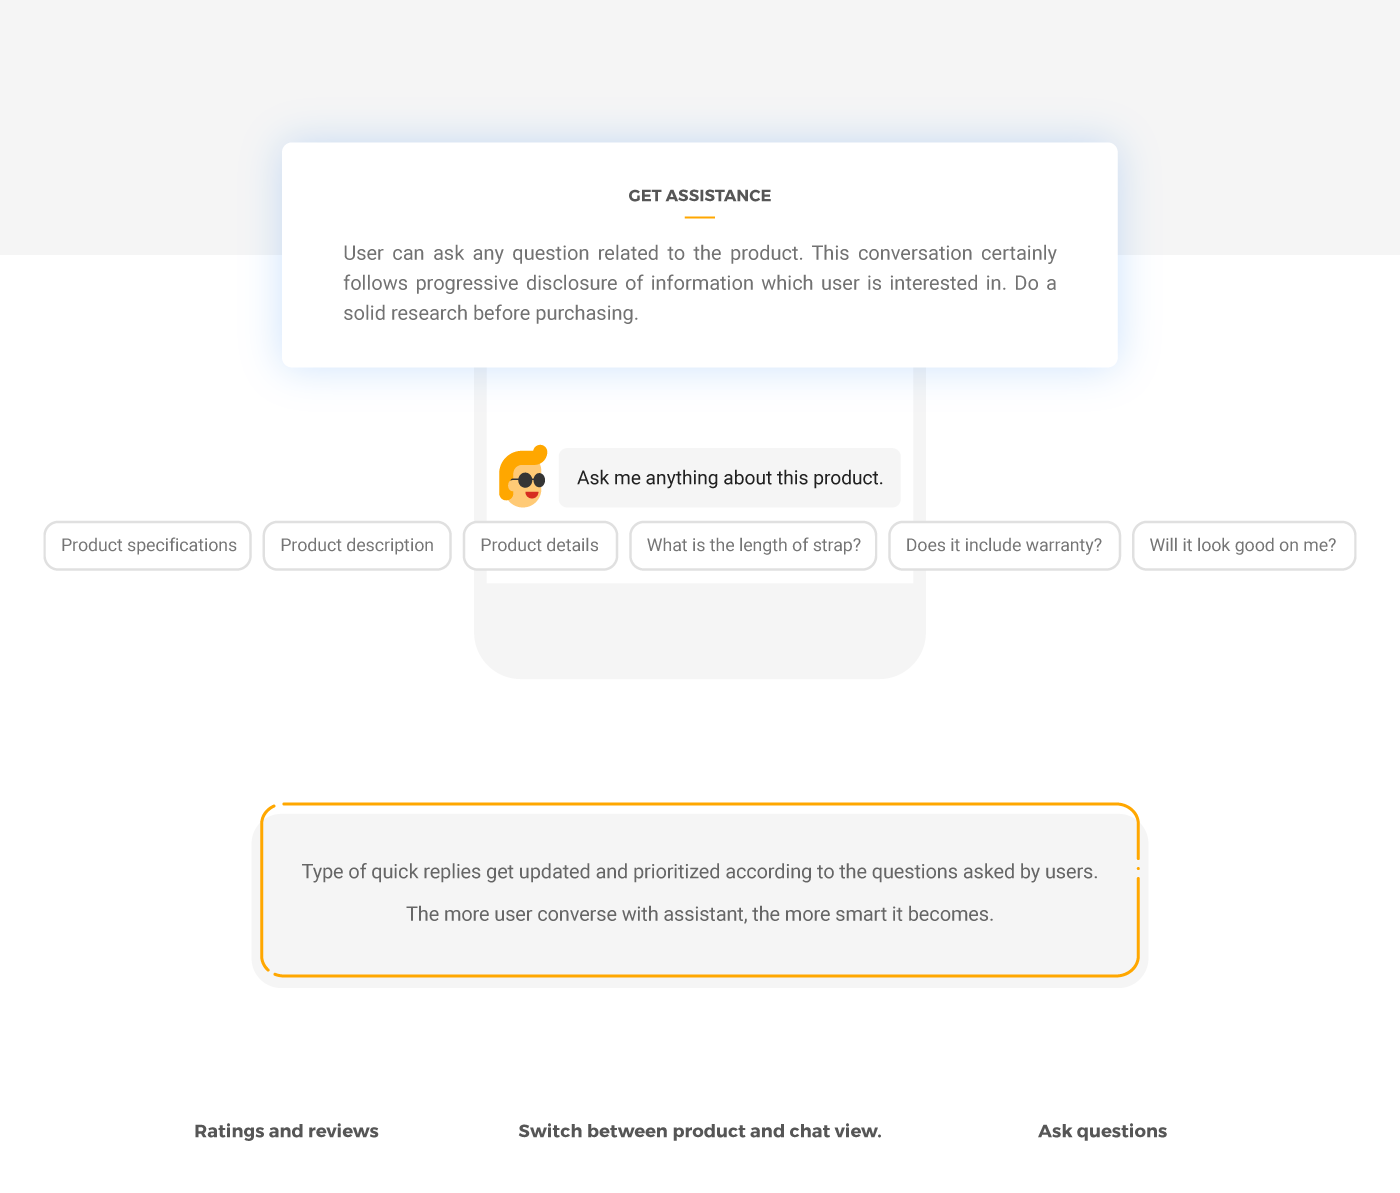 GET ASSISTANCE
User can ask any question related to the product. This conversation certainly
follows progressive disclosure of information which user is interested in. Do a
solid research before purchasing.
Ask me anything about this product.
Product specifications
Product description
Product details
What is the length of strap?
Does it include warranty?
Will it look good on me?
Type of quick replies get updated and prioritized according to the questions asked by users.
The more user converse with assistant, the more smart it becomes.
Ratings and reviews
Switch between product and chat view.
Ask questions